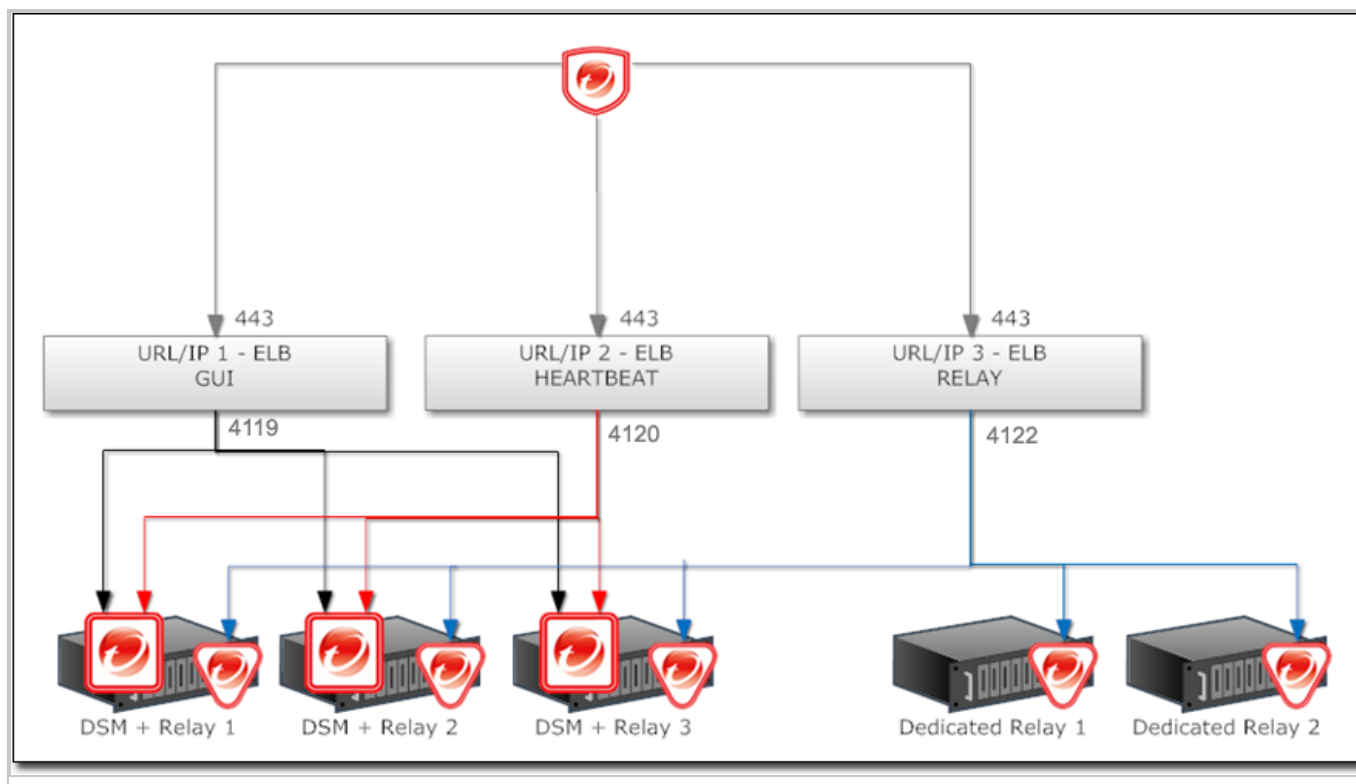 443
443
443
URL/IP 1 - ELB
GUI
URL/IP 2 - ELB
HEARTBEAT
URL/IP 3 - ELB
RELAY
4119
4120
4122
DSM + Relay 1
DSM + Relay 2
DSM + Relay 3
Dedicated Relay 1
Dedicated Relay 2